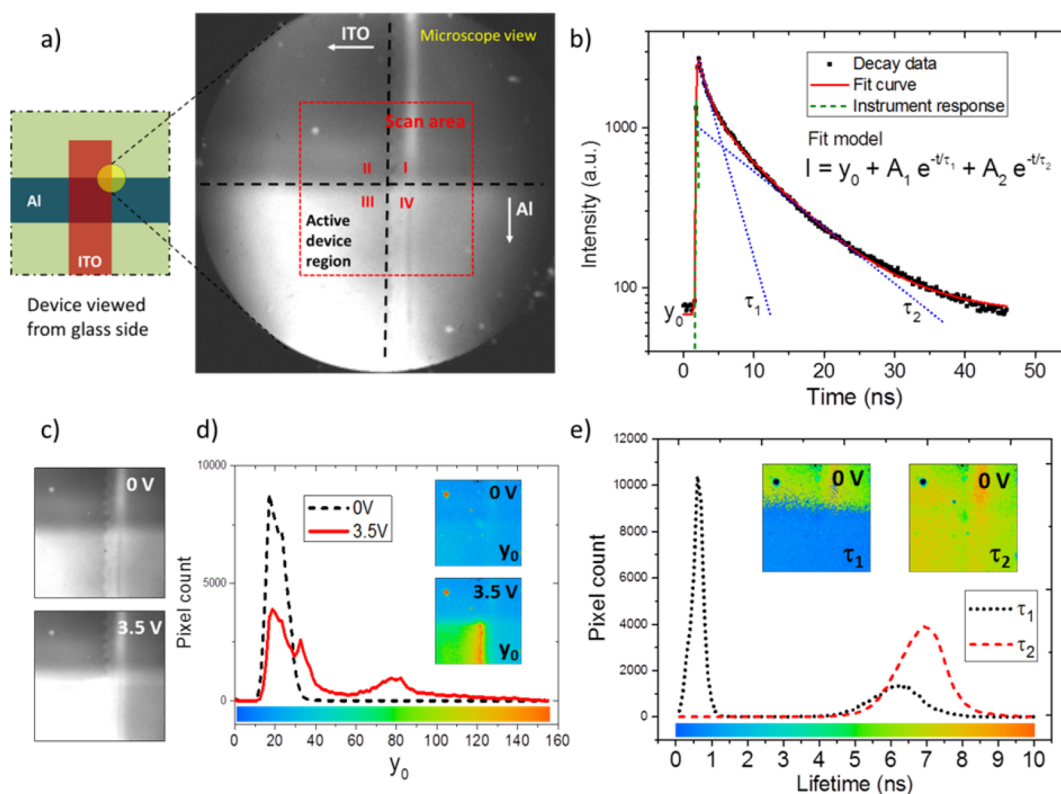 a)
ITO
Microscope view
Scan area
II I
III IV
Al
Active
device
region
Al
ITO
Device viewed
from glass side
b)
Decay data
Fit curve
Instrument response
Fit model
I = y₀ + A₁ e^-t/τ₁ + A₂ e^-t/τ₂
Intensity (a.u.)
1000
100
y₀
τ₁
τ₂
0 10 20 30 40 50
Time (ns)
c)
0 V
3.5 V
d)
10000
5000
0
Pixel count
0V
3.5V
0 V
y₀
3.5 V
y₀
0 20 40 60 80 100 120 140 160
y₀
e)
12000
10000
8000
6000
4000
2000
0
Pixel count
0 V
τ₁
0 V
τ₂
τ₁
τ₂
0 1 2 3 4 5 6 7 8 9 10
Lifetime (ns)